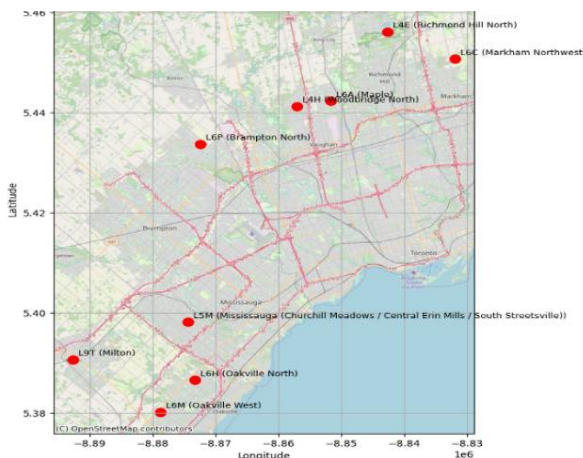 5.46
L4E (Richmond Hill North)
L6C (Markham Northwest
Richmond
Hill
L6A (Maple)
5.44
L4H (Woodbridge North)
Markham
L6P (Brampton North)
Vaughan
Latitude
5.42
Brampton
Toronto
5.40
Mississauga
L5M (Mississauga (Churchill Meadows / Central Erin Mills / South Streetsville))
L9T (Milton)
L6H (Oakville North)
L6M (Oakville West)
Oakville
5.38
(C) OpenStreetMap contributors
−8.89 −8.88 −8.87 −8.86 −8.85 −8.84 −8.83
Longitude
1e6